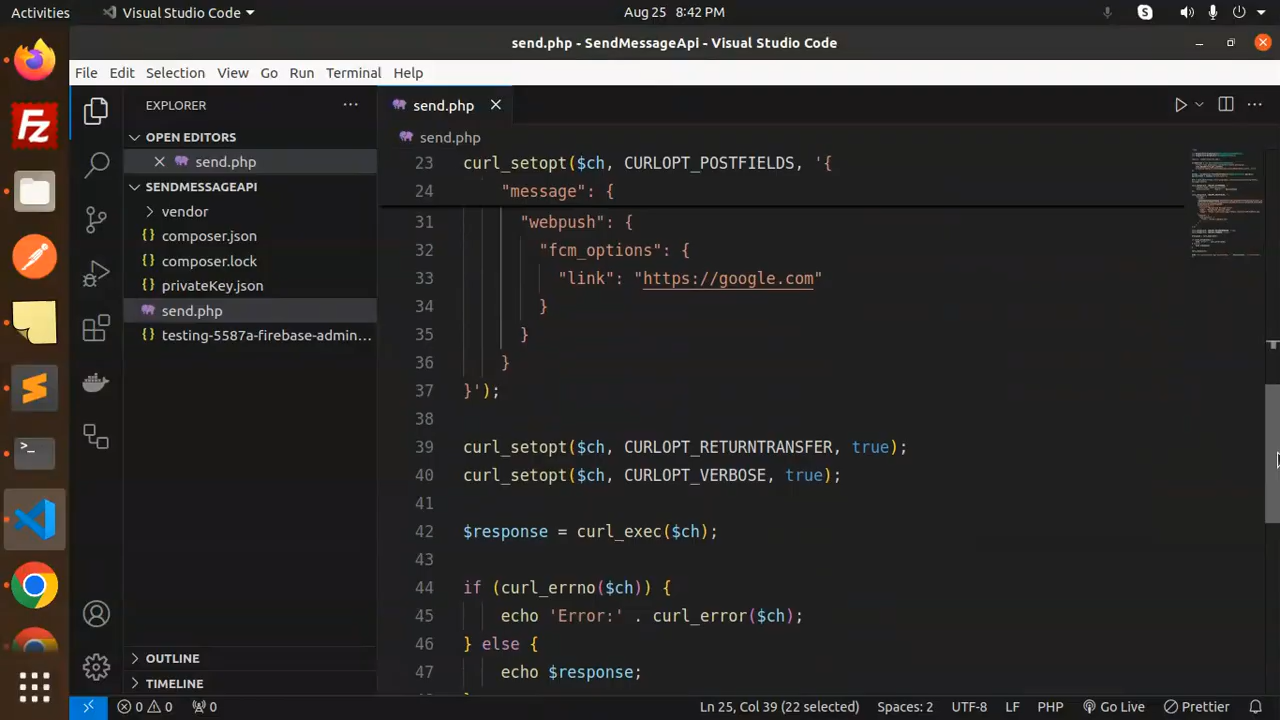 Activities
Visual Studio Code
Aug 25 8:42 PM
send.php - SendMessageApi - Visual Studio Code
File Edit Selection View Go Run Terminal Help
EXPLORER
OPEN EDITORS
send.php
SENDMESSAGEAPI
vendor
composer.json
composer.lock
privateKey.json
send.php
testing-5587a-firebase-admin...
OUTLINE
TIMELINE
send.php
send.php
23 curl_setopt($ch, CURLOPT_POSTFIELDS, '{
24 "message": {
31 "webpush": {
32 "fcm_options": {
33 "link": "https://google.com"
34 }
35 }
36 }
37 }');
38
39 curl_setopt($ch, CURLOPT_RETURNTRANSFER, true);
40 curl_setopt($ch, CURLOPT_VERBOSE, true);
41
42 $response = curl_exec($ch);
43
44 if (curl_errno($ch)) {
45 echo 'Error:' . curl_error($ch);
46 } else {
47 echo $response;
0 0 0
Ln 25, Col 39 (22 selected) Spaces: 2 UTF-8 LF PHP Go Live Prettier